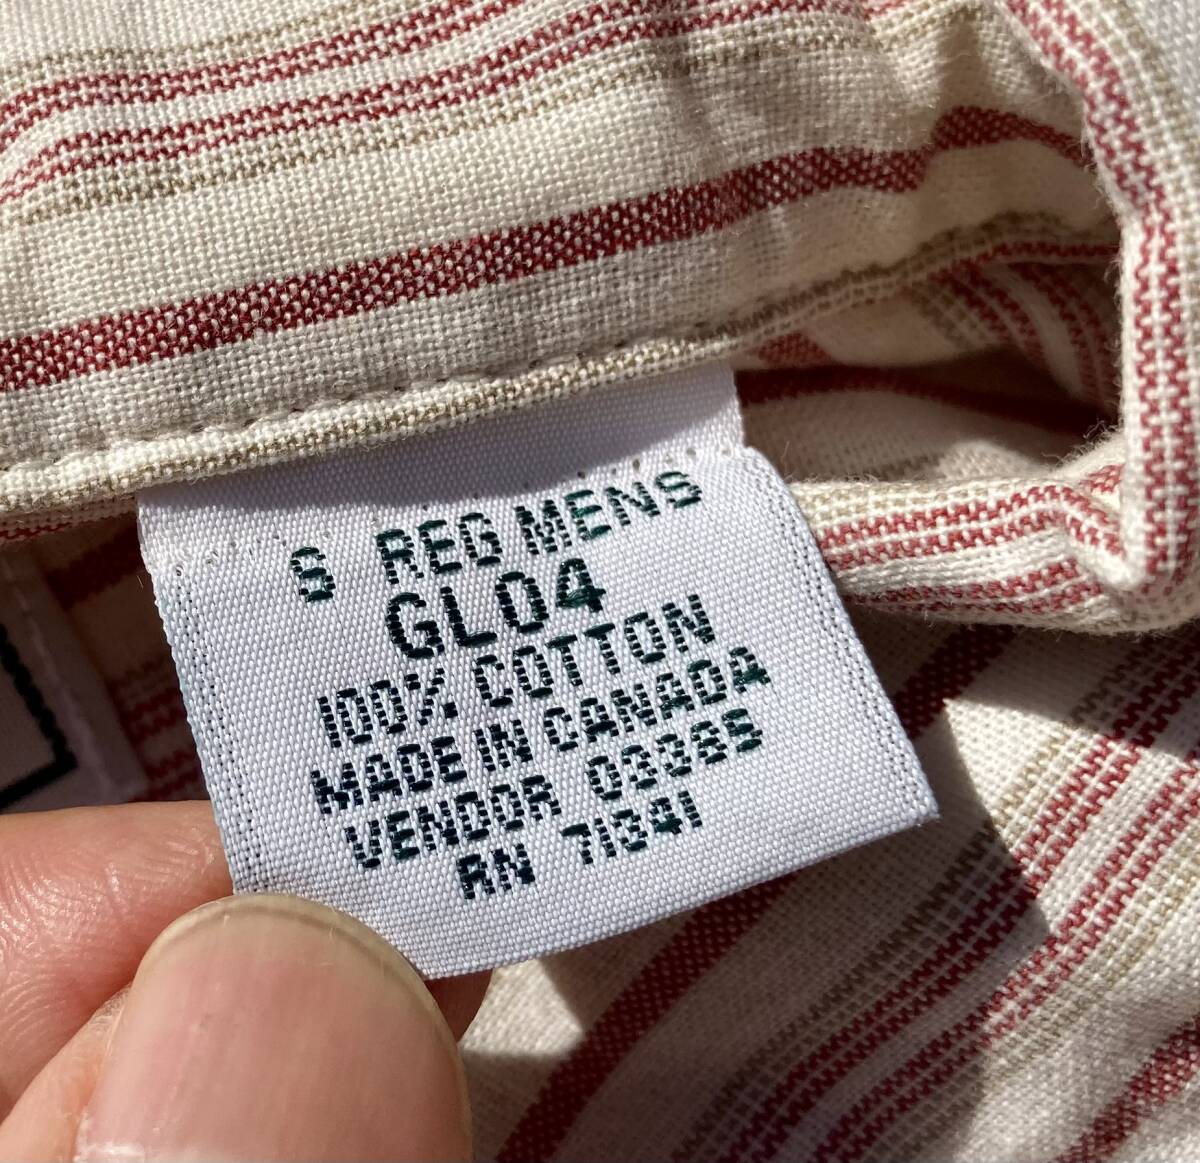 S REG MENS
GL04
100% COTTON
MADE IN CANADA
VENDOR 03385
RN 71341